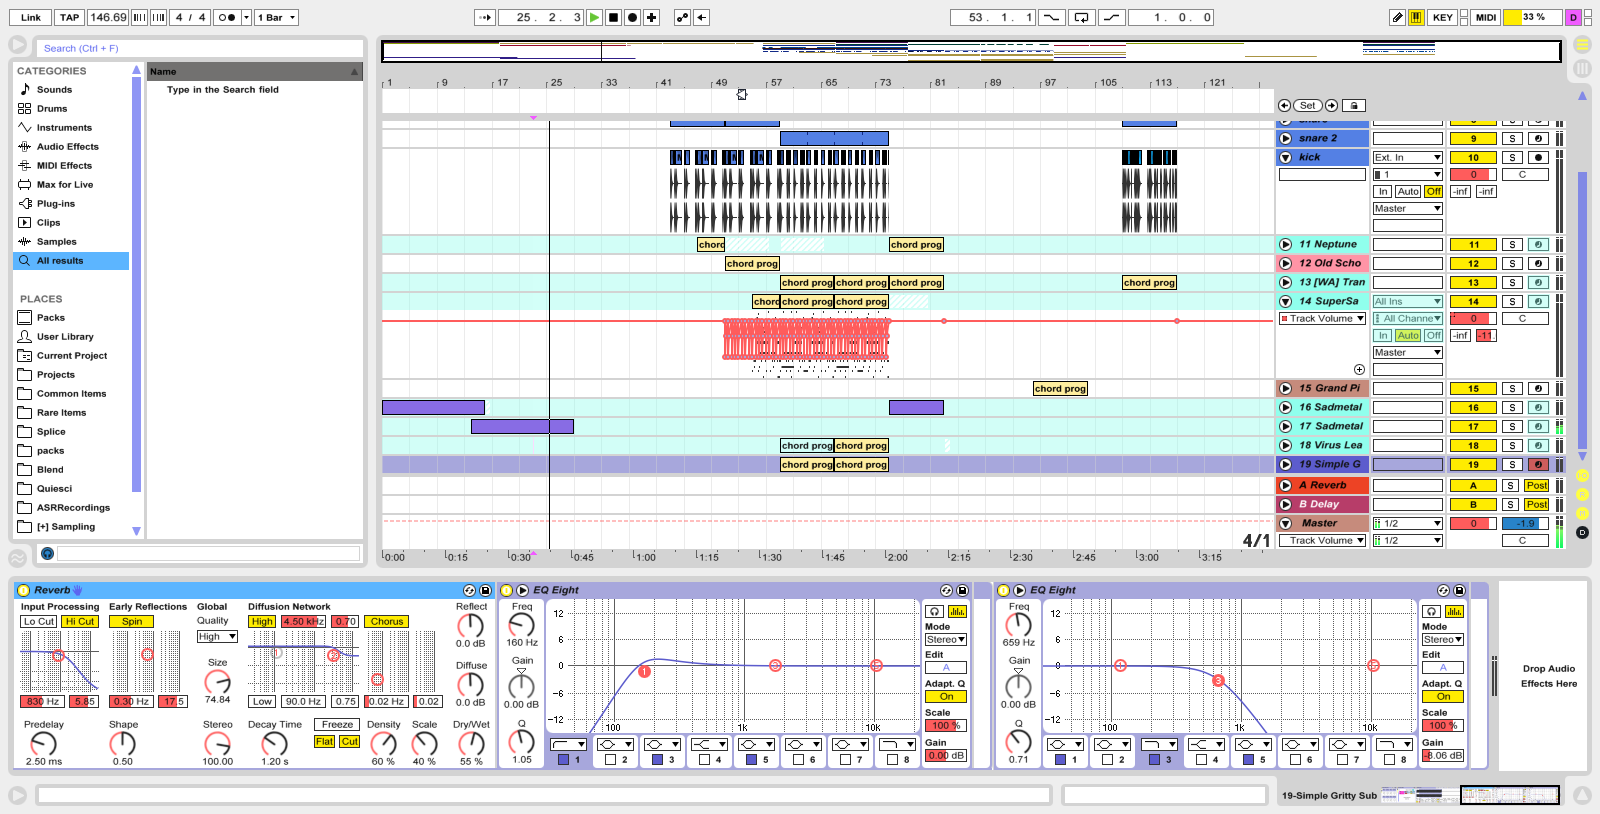 Link TAP 146.69 4 / 4 1 Bar 25 . 2 . 3 53 . 1 . 1 1 . 0 . 0 KEY MIDI 33 % D
Search (Ctrl + F)
CATEGORIES
Sounds
Drums
Instruments
Audio Effects
MIDI Effects
Max for Live
Plug-ins
Clips
Samples
All results
PLACES
Packs
User Library
Current Project
Projects
Common Items
Rare Items
Splice
packs
Blend
Quiesci
ASRRecordings
[+] Sampling
Name
Type in the Search field
1 9 17 25 33 41 49 57 65 73 81 89 97 105 113 121
Set
snare 2 9 S
kick Ext. In 10 S
1 0 C
In Auto Off -inf -inf
Master
chord chord prog 11 Neptune 11 S
chord prog 12 Old Scho 12 S
chord prog chord prog chord prog chord prog 13 [WA] Tran 13 S
chord chord prog chord prog 14 SuperSa All Ins 14 S
Track Volume All Channe 0 C
In Auto Off -inf -11.
Master
chord prog 15 Grand Pi 15 S
16 Sadmetal 16 S
17 Sadmetal 17 S
chord prog chord prog 18 Virus Lea 18 S
chord prog chord prog 19 Simple G 19 S
A Reverb A S Post
B Delay B S Post
Master 1/2 0 -1.9
4/1 Track Volume 1/2 C
0:00 0:15 0:30 0:45 1:00 1:15 1:30 1:45 2:00 2:15 2:30 2:45 3:00 3:15
Reverb
Input Processing Early Reflections Global Diffusion Network Reflect
Lo Cut Hi Cut Spin Quality High 4.50 kHz 0.70 Chorus
High
0.0 dB
Size Diffuse
74.84
830 Hz 5.85 0.30 Hz 17.5 Low 90.0 Hz 0.75 0.02 Hz 0.02 0.0 dB
Predelay Shape Stereo Decay Time Freeze Density Scale Dry/Wet
Flat Cut
2.50 ms 0.50 100.00 1.20 s 60 % 40 % 55 %
EQ Eight
Freq
160 Hz
Gain
0.00 dB
Q
1.05
12
6
0
−6
−12
100 1k 10k
1 2 3 4 5 6 7 8
Mode
Stereo
Edit
A
Adapt. Q
On
Scale
100 %
Gain
0.00 dB
EQ Eight
Freq
659 Hz
Gain
0.00 dB
Q
0.71
12
6
0
−6
−12
100 1k 10k
1 2 3 4 5 6 7 8
Mode
Stereo
Edit
A
Adapt. Q
On
Scale
100 %
Gain
-8.06 dB
Drop Audio
Effects Here
19-Simple Gritty Sub